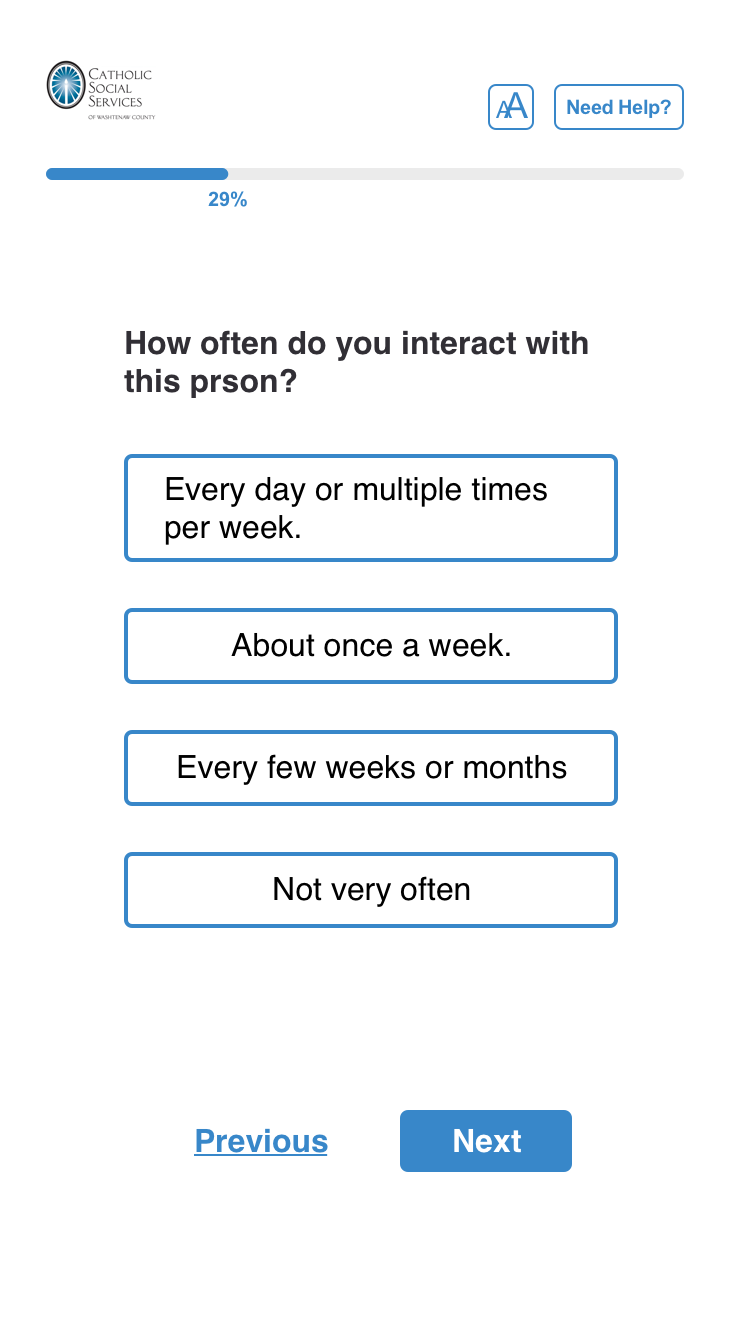 CATHOLIC
SOCIAL
SERVICES
OF WASHTENAW COUNTY
AA
Need Help?
29%
How often do you interact with
this prson?
Every day or multiple times
per week.
About once a week.
Every few weeks or months
Not very often
Previous
Next